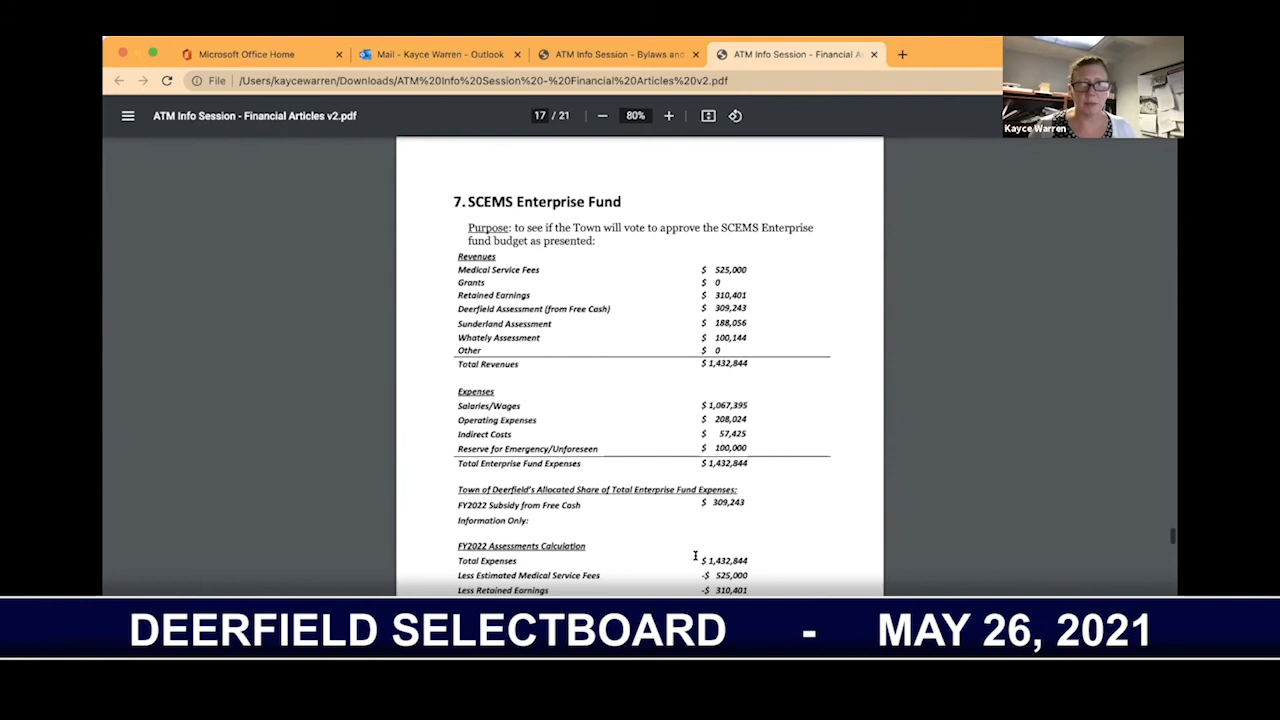 Microsoft Office Home
Mail - Kayce Warren - Outlook
ATM Info Session - Bylaws and
ATM Info Session - Financial A
File /Users/kaycewarren/Downloads/ATM%20Info%20Session%20-%20Financial%20Articles%20v2.pdf
ATM Info Session - Financial Articles v2.pdf
17 / 21
80%
Kayce Warren
7. SCEMS Enterprise Fund
Purpose: to see if the Town will vote to approve the SCEMS Enterprise
fund budget as presented:
Revenues
Medical Service Fees $ 525,000
Grants $ 0
Retained Earnings $ 310,401
Deerfield Assessment (from Free Cash) $ 309,243
Sunderland Assessment $ 188,056
Whately Assessment $ 100,144
Other $ 0
Total Revenues $ 1,432,844
Expenses
Salaries/Wages $ 1,067,395
Operating Expenses $ 208,024
Indirect Costs $ 57,425
Reserve for Emergency/Unforeseen $ 100,000
Total Enterprise Fund Expenses $ 1,432,844
Town of Deerfield's Allocated Share of Total Enterprise Fund Expenses:
FY2022 Subsidy from Free Cash $ 309,243
Information Only:
FY2022 Assessments Calculation
Total Expenses $ 1,432,844
Less Estimated Medical Service Fees -$ 525,000
Less Retained Earnings -$ 310,401
DEERFIELD SELECTBOARD - MAY 26, 2021